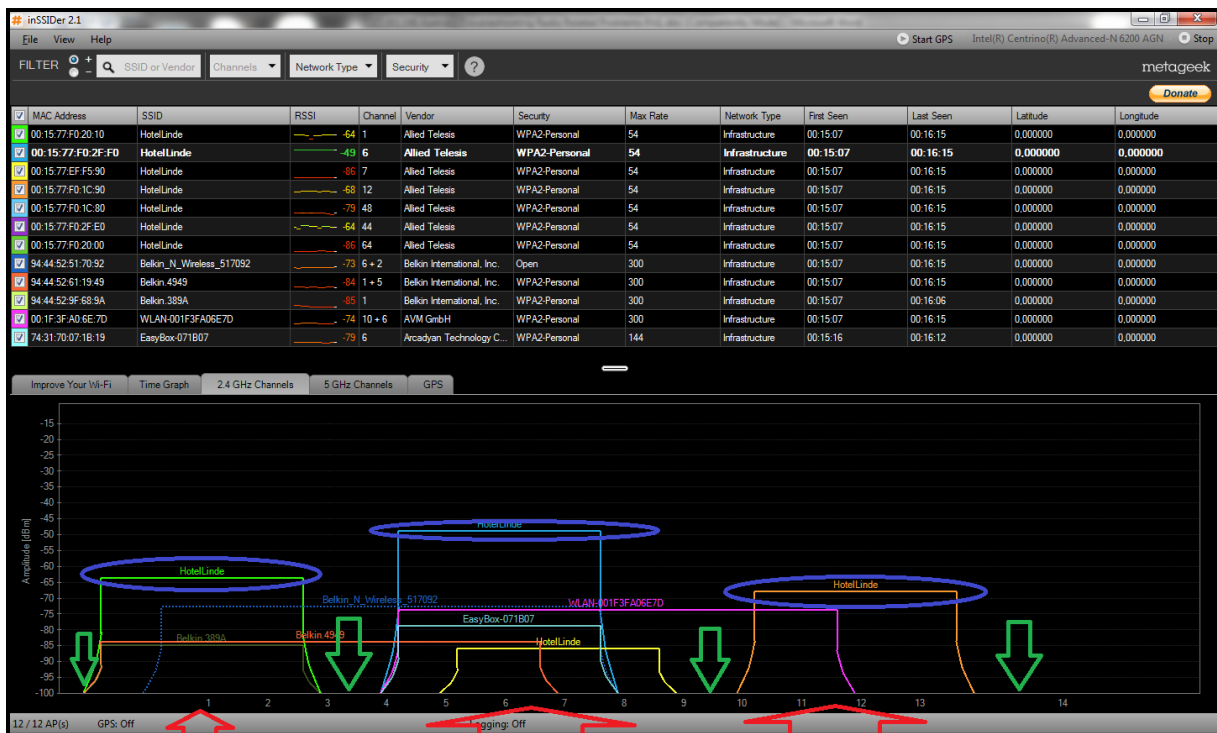 inSSIDer 2.1
File View Help Start GPS Intel(R) Centrino(R) Advanced-N 6200 AGN Stop
FILTER + - SSID or Vendor Channels Network Type Security ? metageek
Donate
MAC Address SSID RSSI Channel Vendor Security Max Rate Network Type First Seen Last Seen Latitude Longitude
00:15:77:F0:20:10 HotelLinde -64 1 Allied Telesis WPA2-Personal 54 Infrastructure 00:15:07 00:16:15 0,000000 0,000000
00:15:77:F0:2F:F0 HotelLinde -49 6 Allied Telesis WPA2-Personal 54 Infrastructure 00:15:07 00:16:15 0,000000 0,000000
00:15:77:EF:F5:90 HotelLinde -86 7 Allied Telesis WPA2-Personal 54 Infrastructure 00:15:07 00:16:15 0,000000 0,000000
00:15:77:F0:1C:90 HotelLinde -68 12 Allied Telesis WPA2-Personal 54 Infrastructure 00:15:07 00:16:15 0,000000 0,000000
00:15:77:F0:1C:80 HotelLinde -79 48 Allied Telesis WPA2-Personal 54 Infrastructure 00:15:07 00:16:15 0,000000 0,000000
00:15:77:F0:2F:E0 HotelLinde -64 44 Allied Telesis WPA2-Personal 54 Infrastructure 00:15:07 00:16:15 0,000000 0,000000
00:15:77:F0:20:00 HotelLinde -86 64 Allied Telesis WPA2-Personal 54 Infrastructure 00:15:07 00:16:15 0,000000 0,000000
94:44:52:51:70:92 Belkin_N_Wireless_517092 -73 6 + 2 Belkin International, Inc. Open 300 Infrastructure 00:15:07 00:16:15 0,000000 0,000000
94:44:52:61:19:49 Belkin.4949 -84 1 + 5 Belkin International, Inc. WPA2-Personal 300 Infrastructure 00:15:07 00:16:15 0,000000 0,000000
94:44:52:9F:68:9A Belkin.389A -85 1 Belkin International, Inc. WPA2-Personal 300 Infrastructure 00:15:07 00:16:06 0,000000 0,000000
00:1F:3F:A0:6E:7D WLAN-001F3FA06E7D -74 10 + 6 AVM GmbH WPA2-Personal 300 Infrastructure 00:15:07 00:16:15 0,000000 0,000000
74:31:70:07:1B:19 EasyBox-071B07 -79 6 Arcadyan Technology C... WPA2-Personal 144 Infrastructure 00:15:16 00:16:12 0,000000 0,000000
Improve Your Wi-Fi Time Graph 2.4 GHz Channels 5 GHz Channels GPS
Amplitude [dBm]
-15
-20
-25
-30
-35
-40
-45
HotelLinde
-50
-55
-60
HotelLinde
-65
HotelLinde
-70
Belkin_N_Wireless_517092 WLAN-001F3FA06E7D
-75
EasyBox-071B07
-80
Belkin.389A Belkin.4949 HotelLinde
-85
-90
-95
-100
1 2 3 4 5 6 7 8 9 10 11 12 13 14
12 / 12 AP(s) GPS: Off Logging: Off